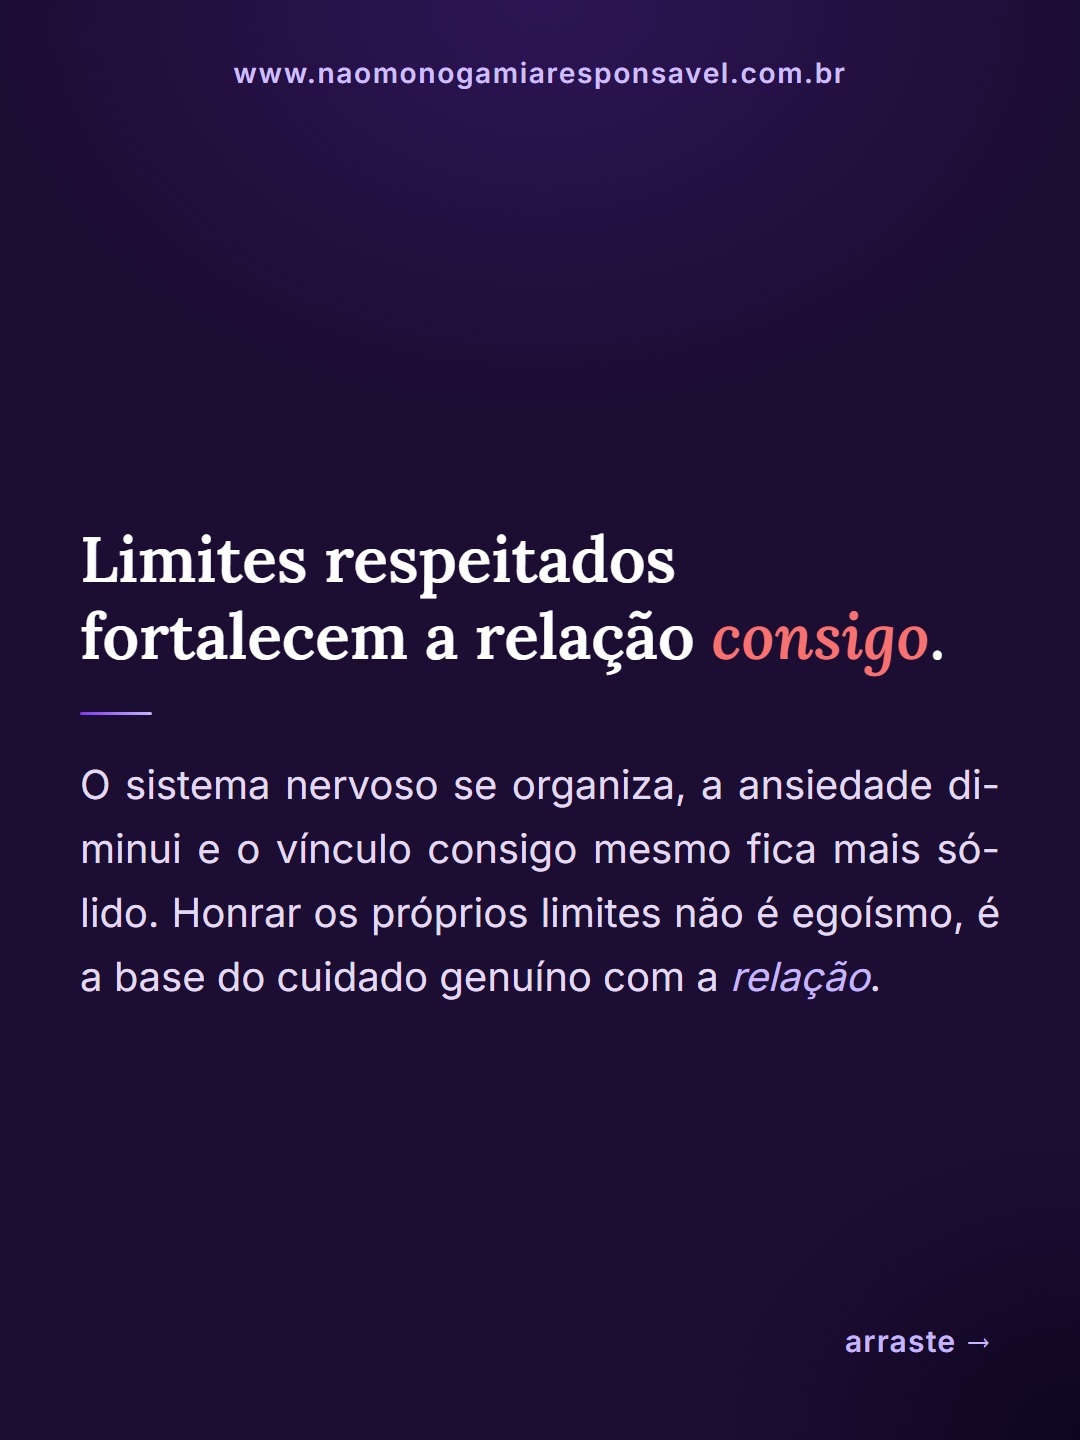 www.naomonogamiaresponsavel.com.br
Limites respeitados
fortalecem a relação consigo.
O sistema nervoso se organiza, a ansiedade di-
minui e o vínculo consigo mesmo fica mais só-
lido. Honrar os próprios limites não é egoísmo, é
a base do cuidado genuíno com a relação.
arraste →